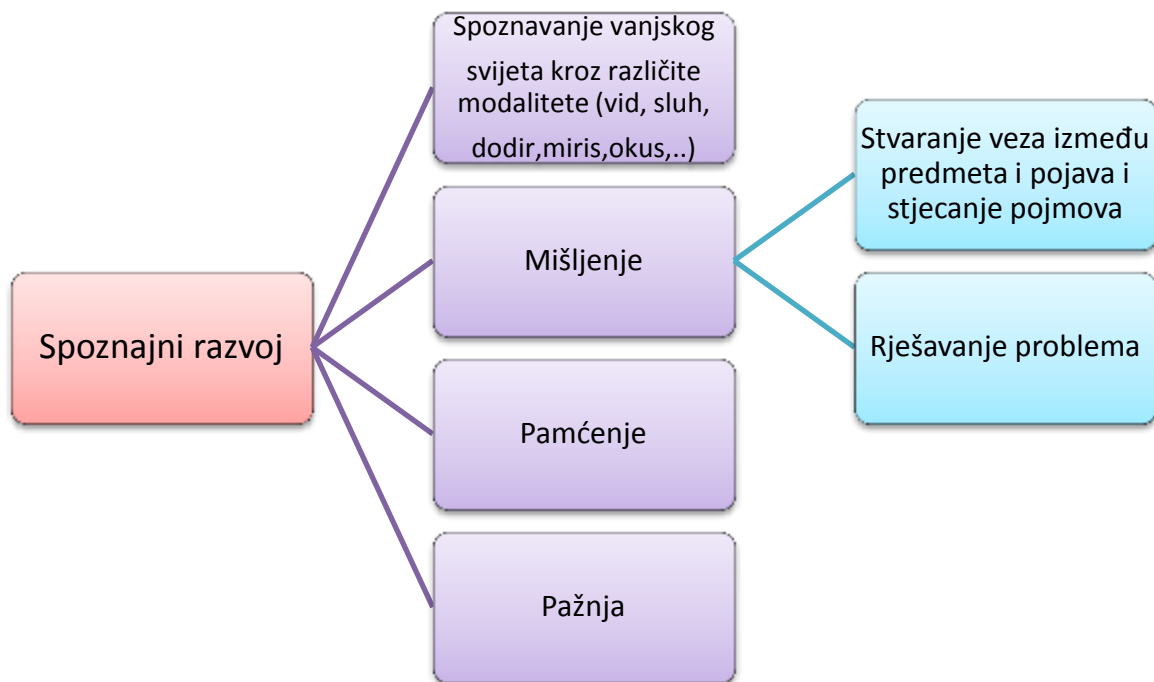 Spoznavanje vanjskog
svijeta kroz različite
modalitete (vid, sluh,
dodir,miris,okus,..)
Stvaranje veza između
predmeta i pojava i
stjecanje pojmova
Mišljenje
Spoznajni razvoj
Rješavanje problema
Pamćenje
Pažnja